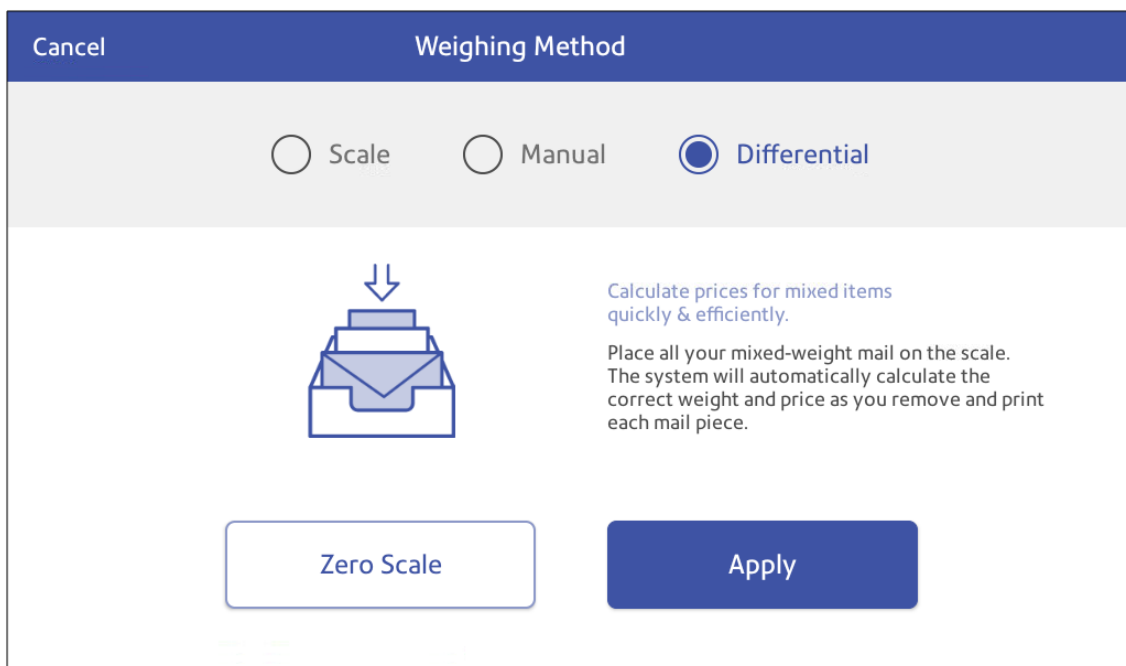 Cancel
Weighing Method
Scale
Manual
Differential
Calculate prices for mixed items
quickly & efficiently.
Place all your mixed-weight mail on the scale.
The system will automatically calculate the
correct weight and price as you remove and print
each mail piece.
Zero Scale
Apply